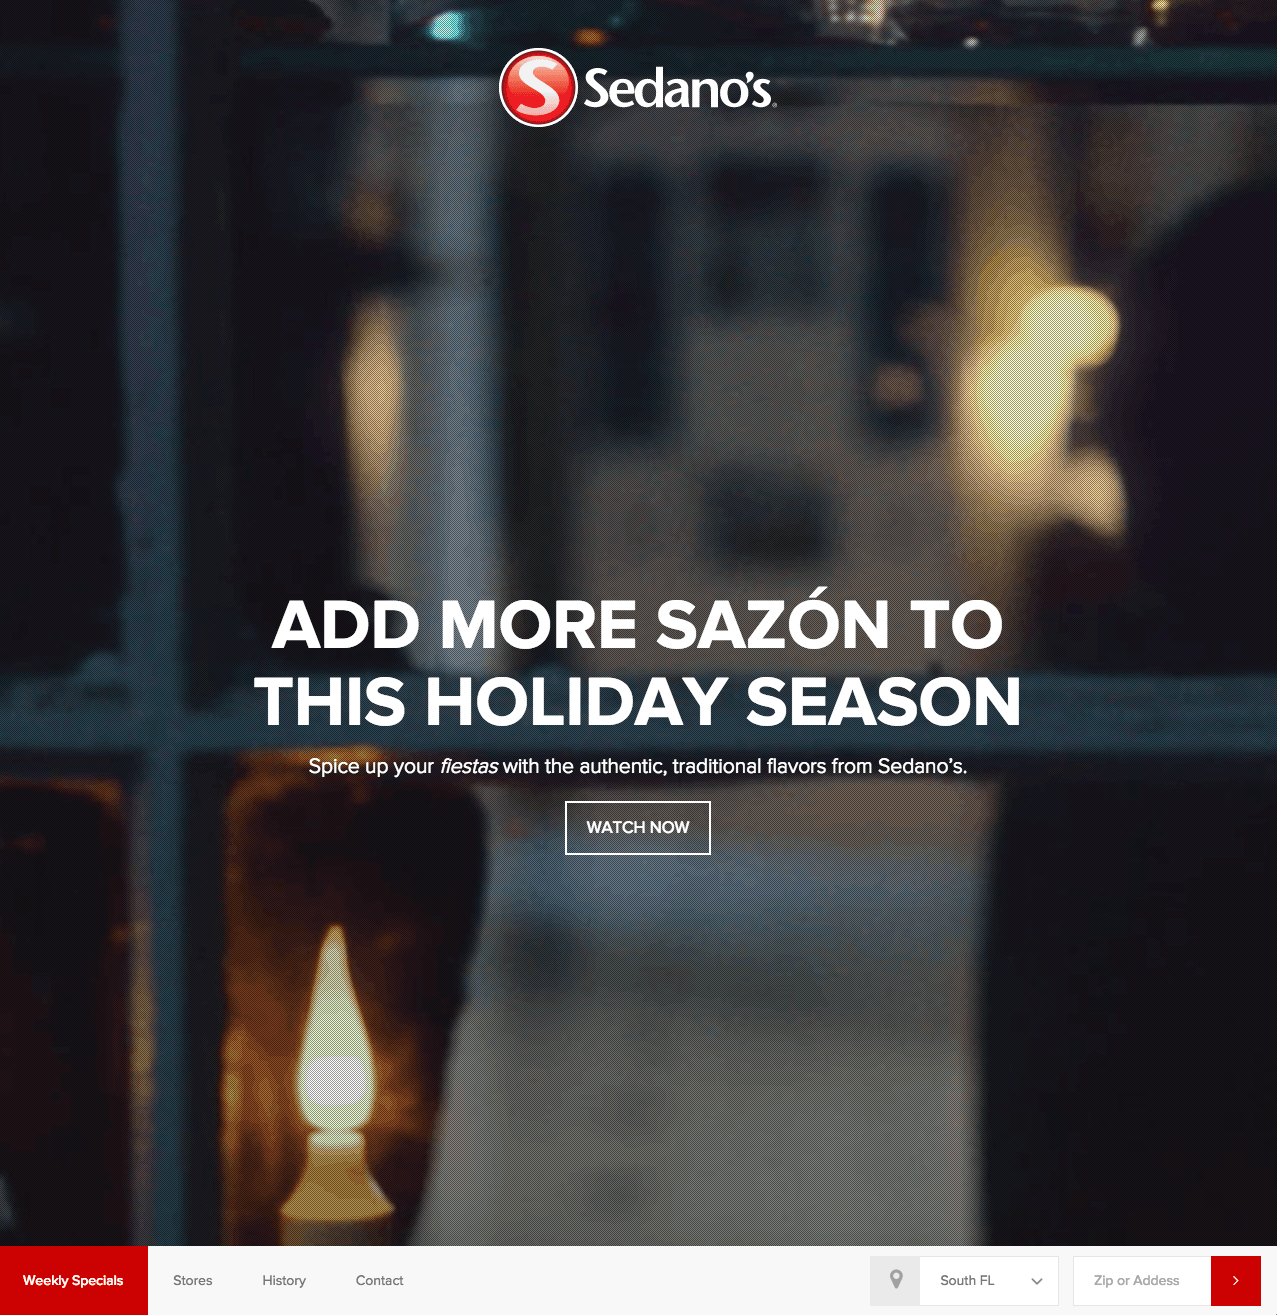 Sedano's
ADD MORE SAZÓN TO
THIS HOLIDAY SEASON
Spice up your fiestas with the authentic, traditional flavors from Sedano's.
WATCH NOW
Weekly Specials
Stores
History
Contact
South FL
Zip or Addess